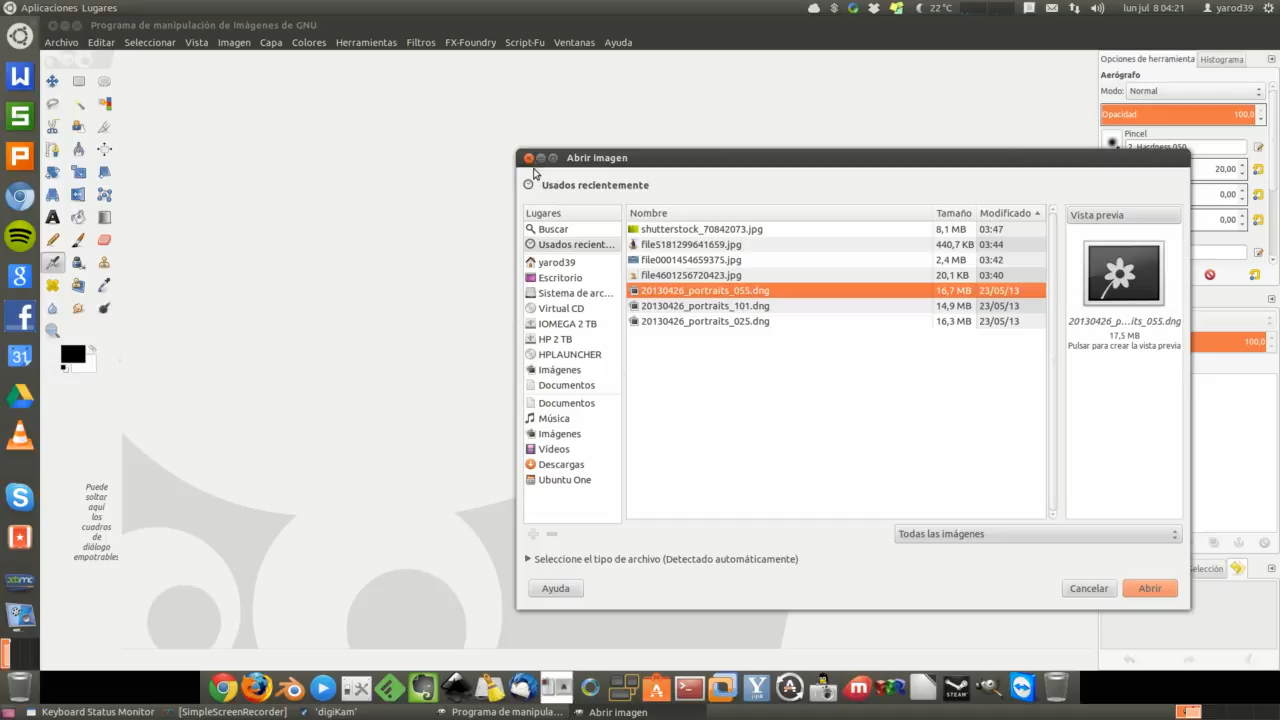 Aplicaciones Lugares
22 °C
lun jul 8 04:21
yarod39
Programa de manipulación de Imágenes de GNU
Archivo Editar Seleccionar Vista Imagen Capa Colores Herramientas Filtros FX-Foundry Script-Fu Ventanas Ayuda
Opciones de herramienta Histograma
Aerógrafo
Modo: Normal
Opacidad 100,0
Pincel
2. Hardness 050
20,00
0,00
0,00
100,0
selección
Abrir imagen
Usados recientemente
Lugares
Buscar
Usados recient...
yarod39
Escritorio
Sistema de arc...
Virtual CD
IOMEGA 2 TB
HP 2 TB
HPLAUNCHER
Imágenes
Documentos
Documentos
Música
Imágenes
Vídeos
Descargas
Ubuntu One
Nombre Tamaño Modificado
shutterstock_70842073.jpg 8,1 MB 03:47
file5181299641659.jpg 440,7 KB 03:44
file0001454659375.jpg 2,4 MB 03:42
file4601256720423.jpg 20,1 KB 03:40
20130426_portraits_055.dng 16,7 MB 23/05/13
20130426_portraits_101.dng 14,9 MB 23/05/13
20130426_portraits_025.dng 16,3 MB 23/05/13
Vista previa
20130426_p...its_055.dng
17,5 MB
Pulsar para crear la vista previa
Todas las imágenes
Seleccione el tipo de archivo (Detectado automáticamente)
Ayuda
Cancelar
Abrir
Puede
soltar
aquí
los
cuadros
de
diálogo
empotrables
31
xbmc
STEAM
Keyboard Status Monitor
[SimpleScreenRecorder]
'digiKam'
Programa de manipula...
Abrir imagen